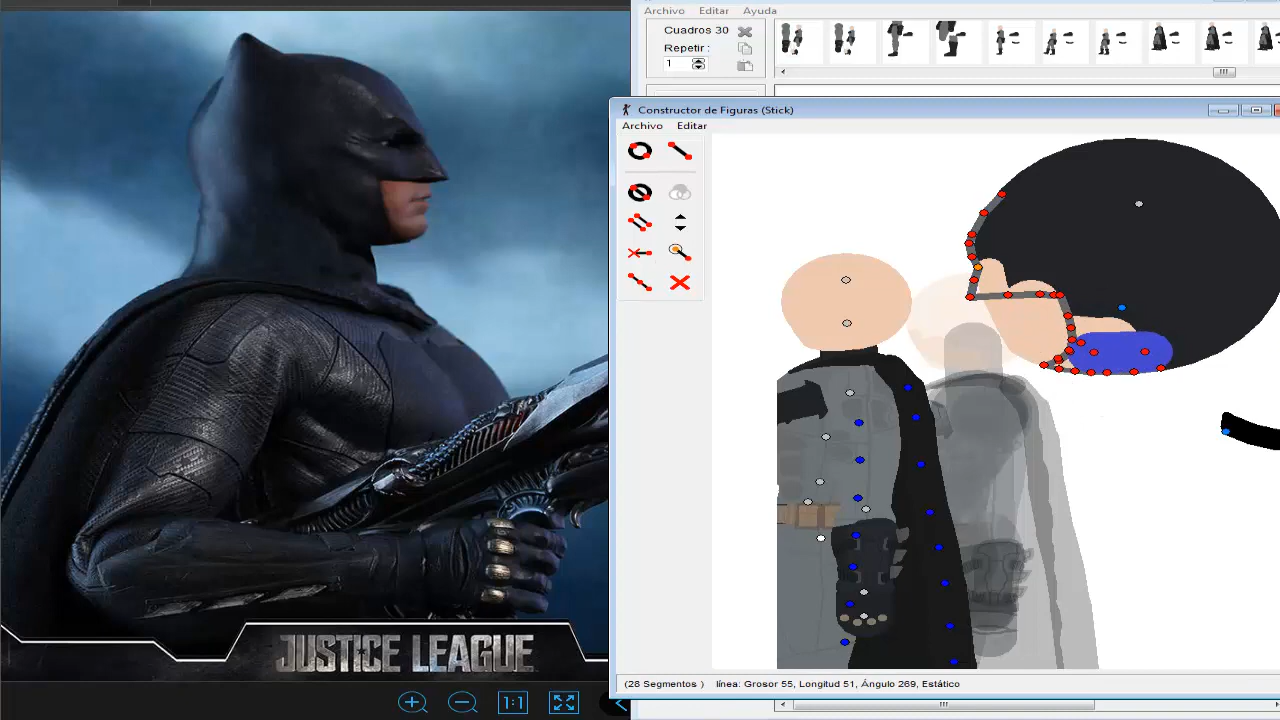 Archivo Editar Ayuda
Cuadros 30
Repetir :
1
Constructor de Figuras (Stick)
Archivo Editar
JUSTICE LEAGUE
1:1
(28 Segmentos ) línea: Grosor 55, Longitud 51, Ángulo 269, Estático